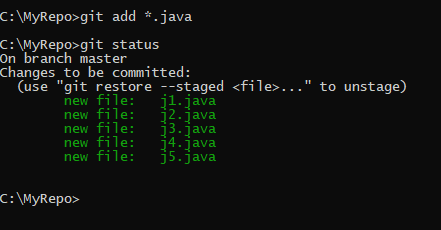 C:\MyRepo>git add *.java
C:\MyRepo>git status
On branch master
Changes to be committed:
  (use "git restore --staged <file>..." to unstage)
        new file:   j1.java
        new file:   j2.java
        new file:   j3.java
        new file:   j4.java
        new file:   j5.java
C:\MyRepo>